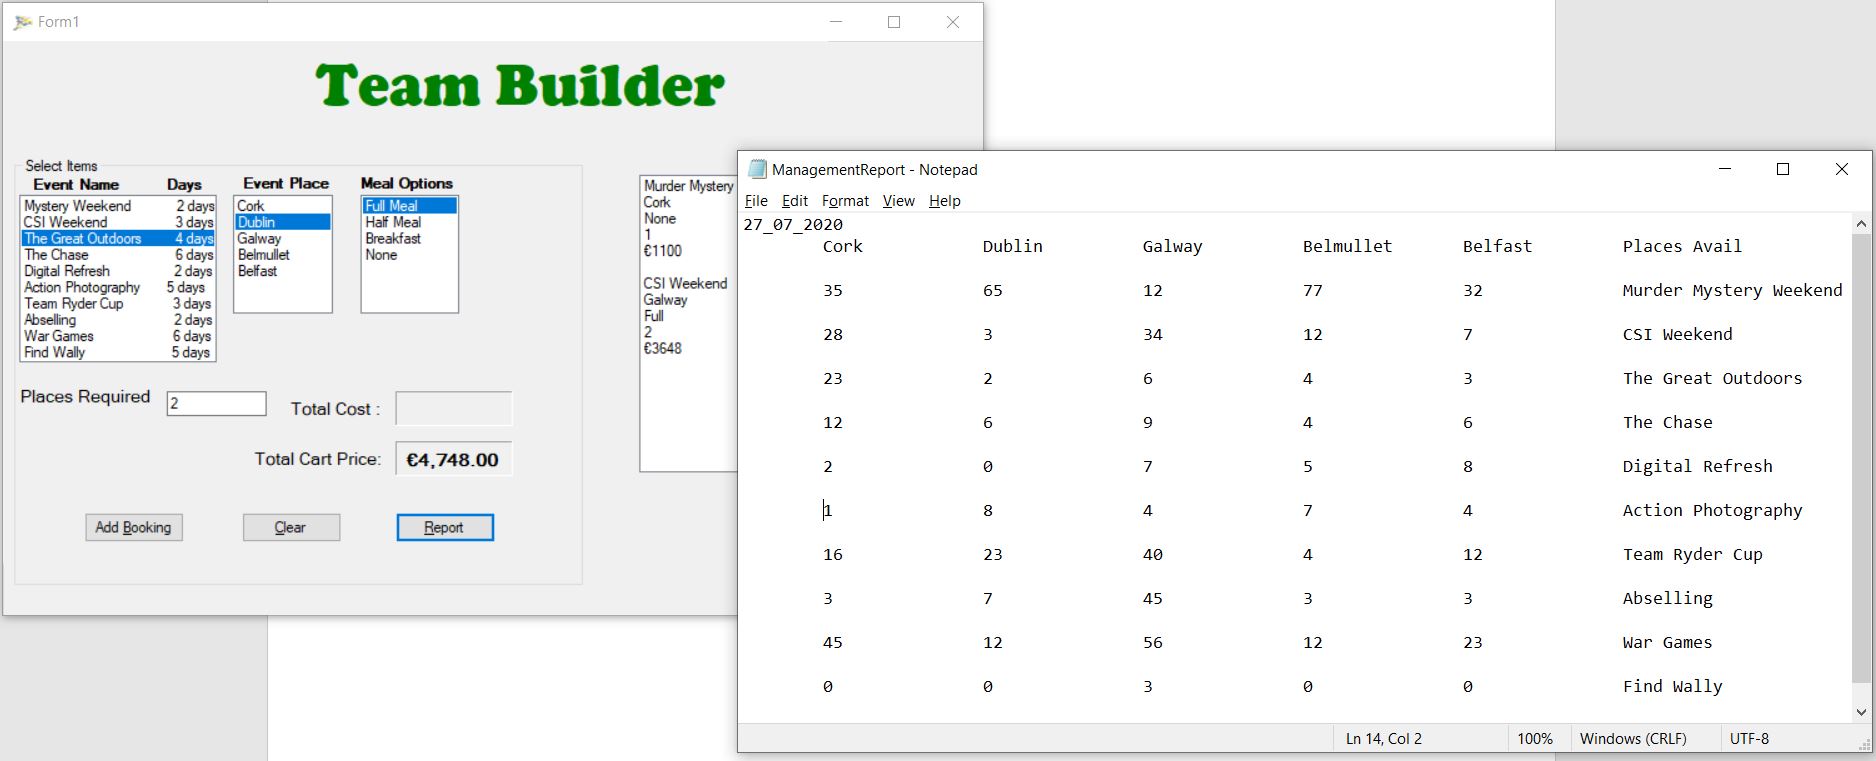 Form1
Team Builder
Select Items
Event Name Days
Mystery Weekend 2 days
CSI Weekend 3 days
The Great Outdoors 4 days
The Chase 6 days
Digital Refresh 2 days
Action Photography 5 days
Team Ryder Cup 3 days
Abselling 2 days
War Games 6 days
Find Wally 5 days
Event Place
Cork
Dublin
Galway
Belmullet
Belfast
Meal Options
Full Meal
Half Meal
Breakfast
None
Places Required 2
Total Cost :
Total Cart Price: €4,748.00
Add Booking Clear Report
Murder Mystery
Cork
None
1
€1100
CSI Weekend
Galway
Full
2
€3648
ManagementReport - Notepad
File Edit Format View Help
27_07_2020
Cork Dublin Galway Belmullet Belfast Places Avail
35 65 12 77 32 Murder Mystery Weekend
28 3 34 12 7 CSI Weekend
23 2 6 4 3 The Great Outdoors
12 6 9 4 6 The Chase
2 0 7 5 8 Digital Refresh
1 8 4 7 4 Action Photography
16 23 40 4 12 Team Ryder Cup
3 7 45 3 3 Abselling
45 12 56 12 23 War Games
0 0 3 0 0 Find Wally
Ln 14, Col 2 100% Windows (CRLF) UTF-8